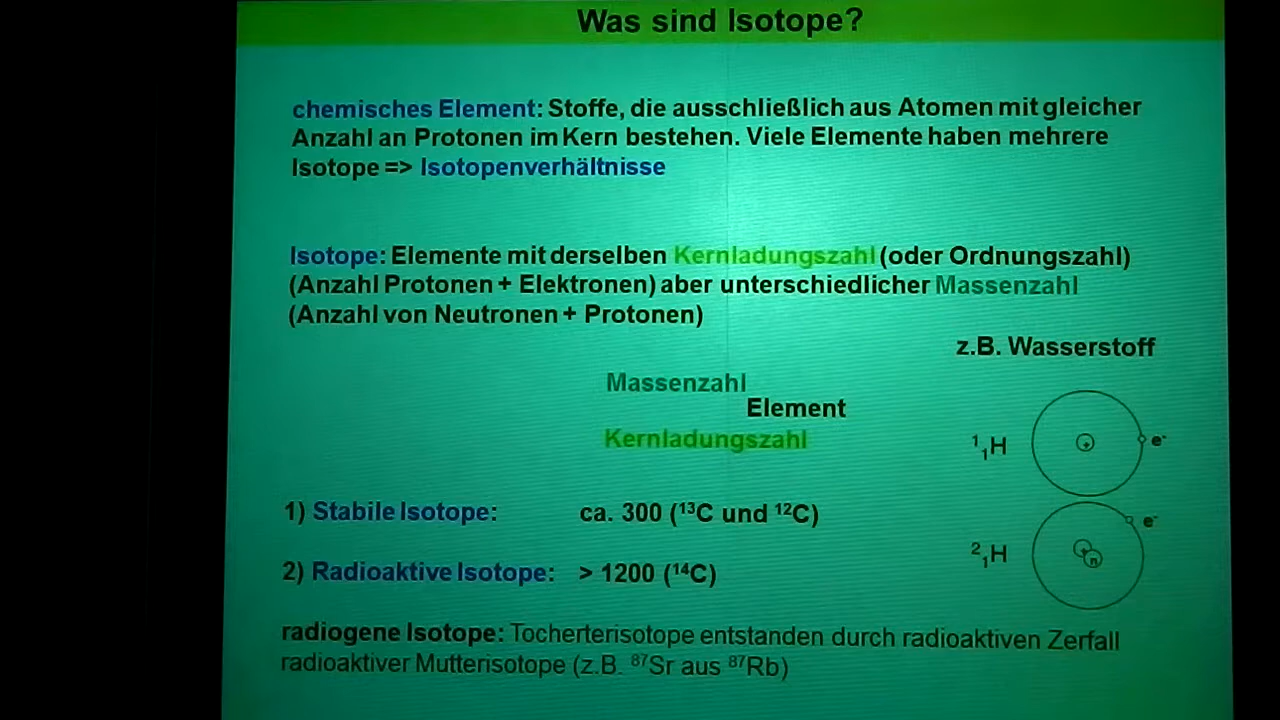 Was sind Isotope?
chemisches Element: Stoffe, die ausschließlich aus Atomen mit gleicher
Anzahl an Protonen im Kern bestehen. Viele Elemente haben mehrere
Isotope => Isotopenverhältnisse
Isotope: Elemente mit derselben Kernladungszahl (oder Ordnungszahl)
(Anzahl Protonen + Elektronen) aber unterschiedlicher Massenzahl
(Anzahl von Neutronen + Protonen)
z.B. Wasserstoff
Massenzahl
Element
Kernladungszahl
¹₁H
+
e⁻
1) Stabile Isotope: ca. 300 (¹³C und ¹²C)
e⁻
²₁H
+
n
2) Radioaktive Isotope: > 1200 (¹⁴C)
radiogene Isotope: Tocherterisotope entstanden durch radioaktiven Zerfall
radioaktiver Mutterisotope (z.B. ⁸⁷Sr aus ⁸⁷Rb)